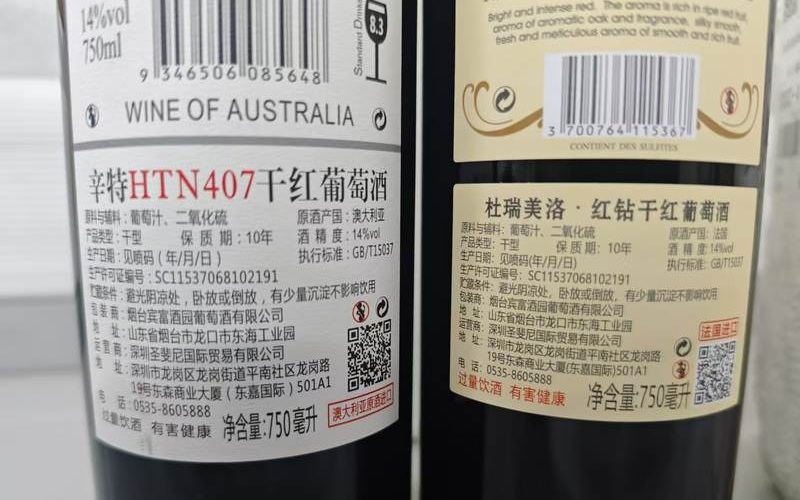 14%vol
750ml
Standard Drinks
8.3
9 346506 085648
WINE OF AUSTRALIA
辛特HTN407干红葡萄酒
原料与辅料: 葡萄汁、二氧化硫 原酒产国: 澳大利亚
产品类型: 干型 保质期: 10年 酒精度: 14%vol
生产日期: 见喷码(年/月/日) 执行标准: GB/T15037
生产许可证编号: SC11537068102191
贮藏条件: 避光阴凉处, 卧放或倒放, 有少量沉淀不影响饮用
包装商: 烟台宾富酒园葡萄酒有限公司
地址: 山东省烟台市龙口市东海工业园
运营商: 深圳圣斐尼国际贸易有限公司
地址: 深圳市龙岗区龙岗街道平南社区龙岗路
19号东森商业大厦(东嘉国际)501A1
电话: 0535-8605888
过量饮酒 有害健康 净含量:750毫升
澳大利亚原酒进口
Bright and intense red. The aroma is rich in ripe red fruit,
aroma of aromatic oak and fragrance, silky smooth,
fresh and meticulous aroma of smooth and rich fruit.
3 700764 115367
CONTIENT DES SULFITES
杜瑞美洛·红钻干红葡萄酒
原料与辅料: 葡萄汁、二氧化硫 原酒产国: 法国
产品类型: 干型 保质期: 10年 酒精度: 14%vol
生产日期: 见喷码(年/月/日) 执行标准: GB/T15037
生产许可证编号: SC11537068102191
贮藏条件: 避光阴凉处, 卧放或倒放, 有少量沉淀不影响饮用
包装商: 烟台宾富酒园葡萄酒有限公司
地址: 山东省烟台市龙口市东海工业园
运营商: 深圳圣斐尼国际贸易有限公司
地址: 深圳市龙岗区龙岗街道平南社区龙岗路
19号东森商业大厦(东嘉国际)501A1
电话: 0535-8605888
法国进口
过量饮酒 有害健康 净含量:750毫升